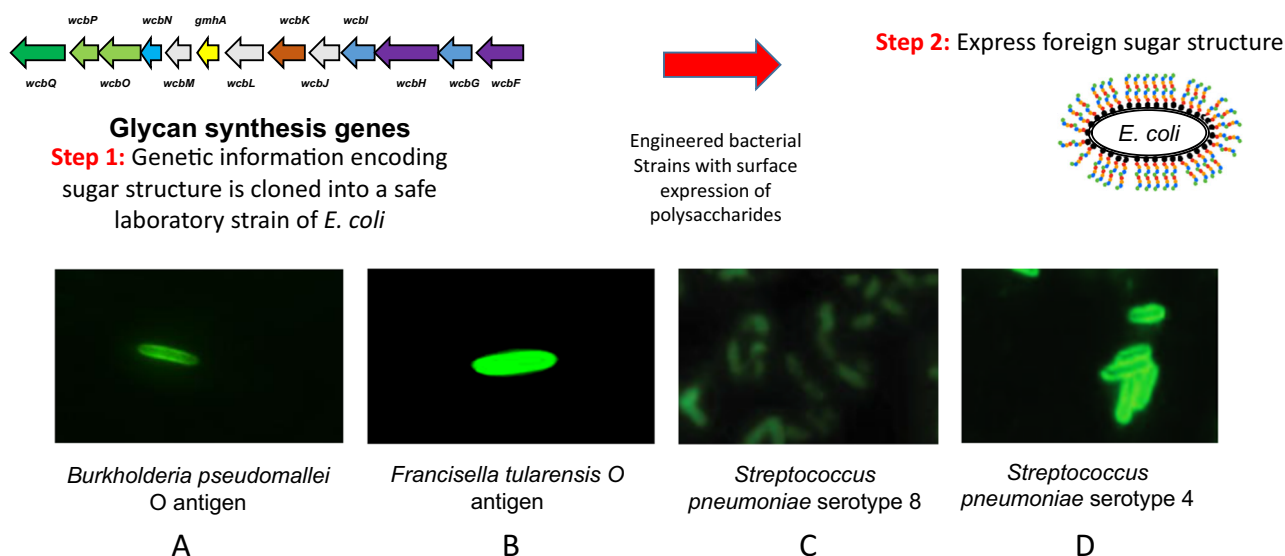 wcbP
wcbN
gmhA
wcbK
wcbI
wcbQ
wcbO
wcbM
wcbL
wcbJ
wcbH
wcbG
wcbF
Glycan synthesis genes
Step 1: Genetic information encoding
sugar structure is cloned into a safe
laboratory strain of E. coli
Engineered bacterial
Strains with surface
expression of
polysaccharides
Step 2: Express foreign sugar structure
E. coli
Burkholderia pseudomallei
O antigen
A
Francisella tularensis O
antigen
B
Streptococcus
pneumoniae serotype 8
C
Streptococcus
pneumoniae serotype 4
D